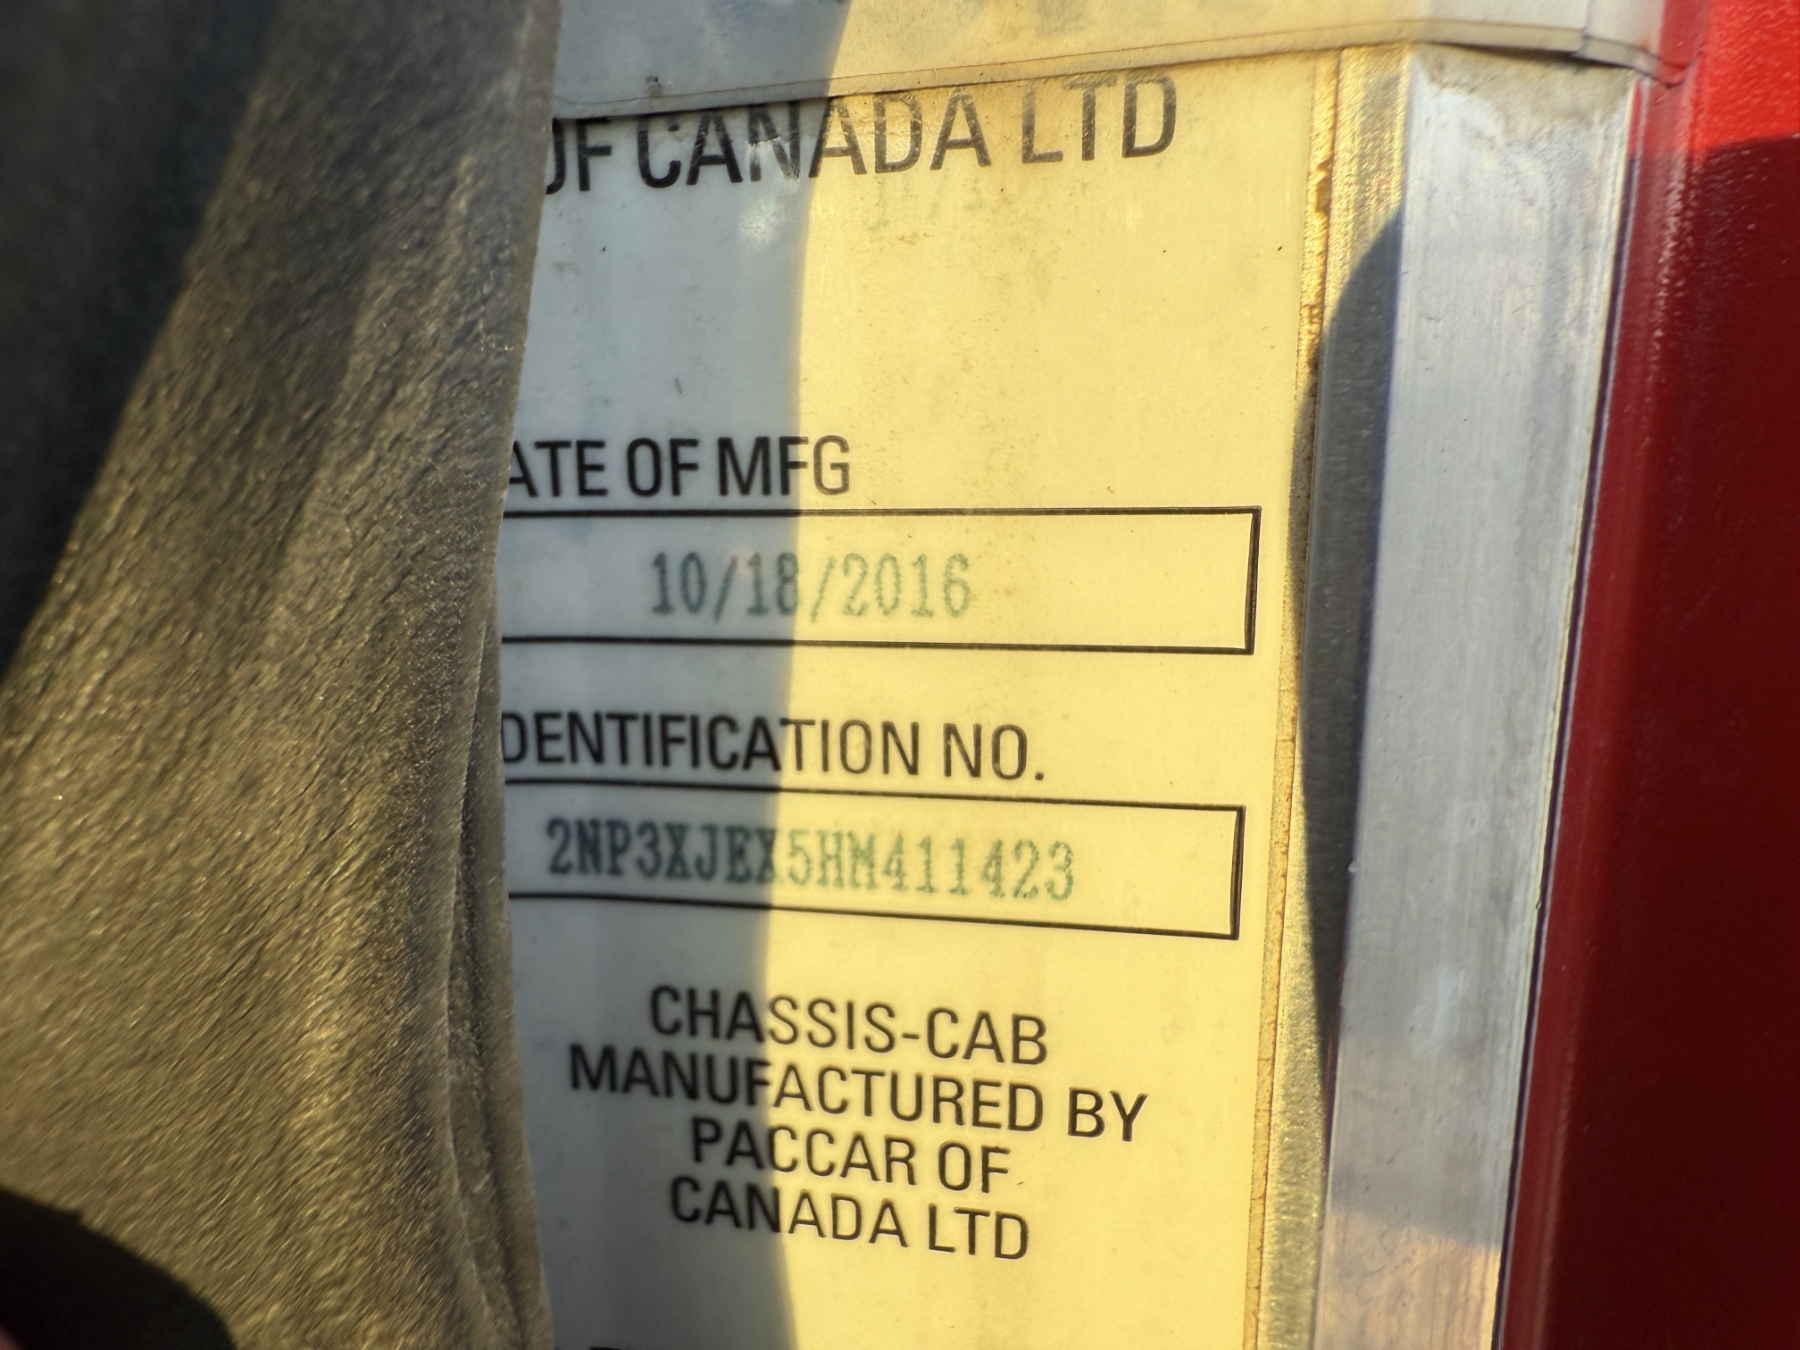 OF CANADA LTD
ATE OF MFG
10/18/2016
IDENTIFICATION NO.
2NP3XJEX5HM411423
CHASSIS-CAB
MANUFACTURED BY
PACCAR OF
CANADA LTD